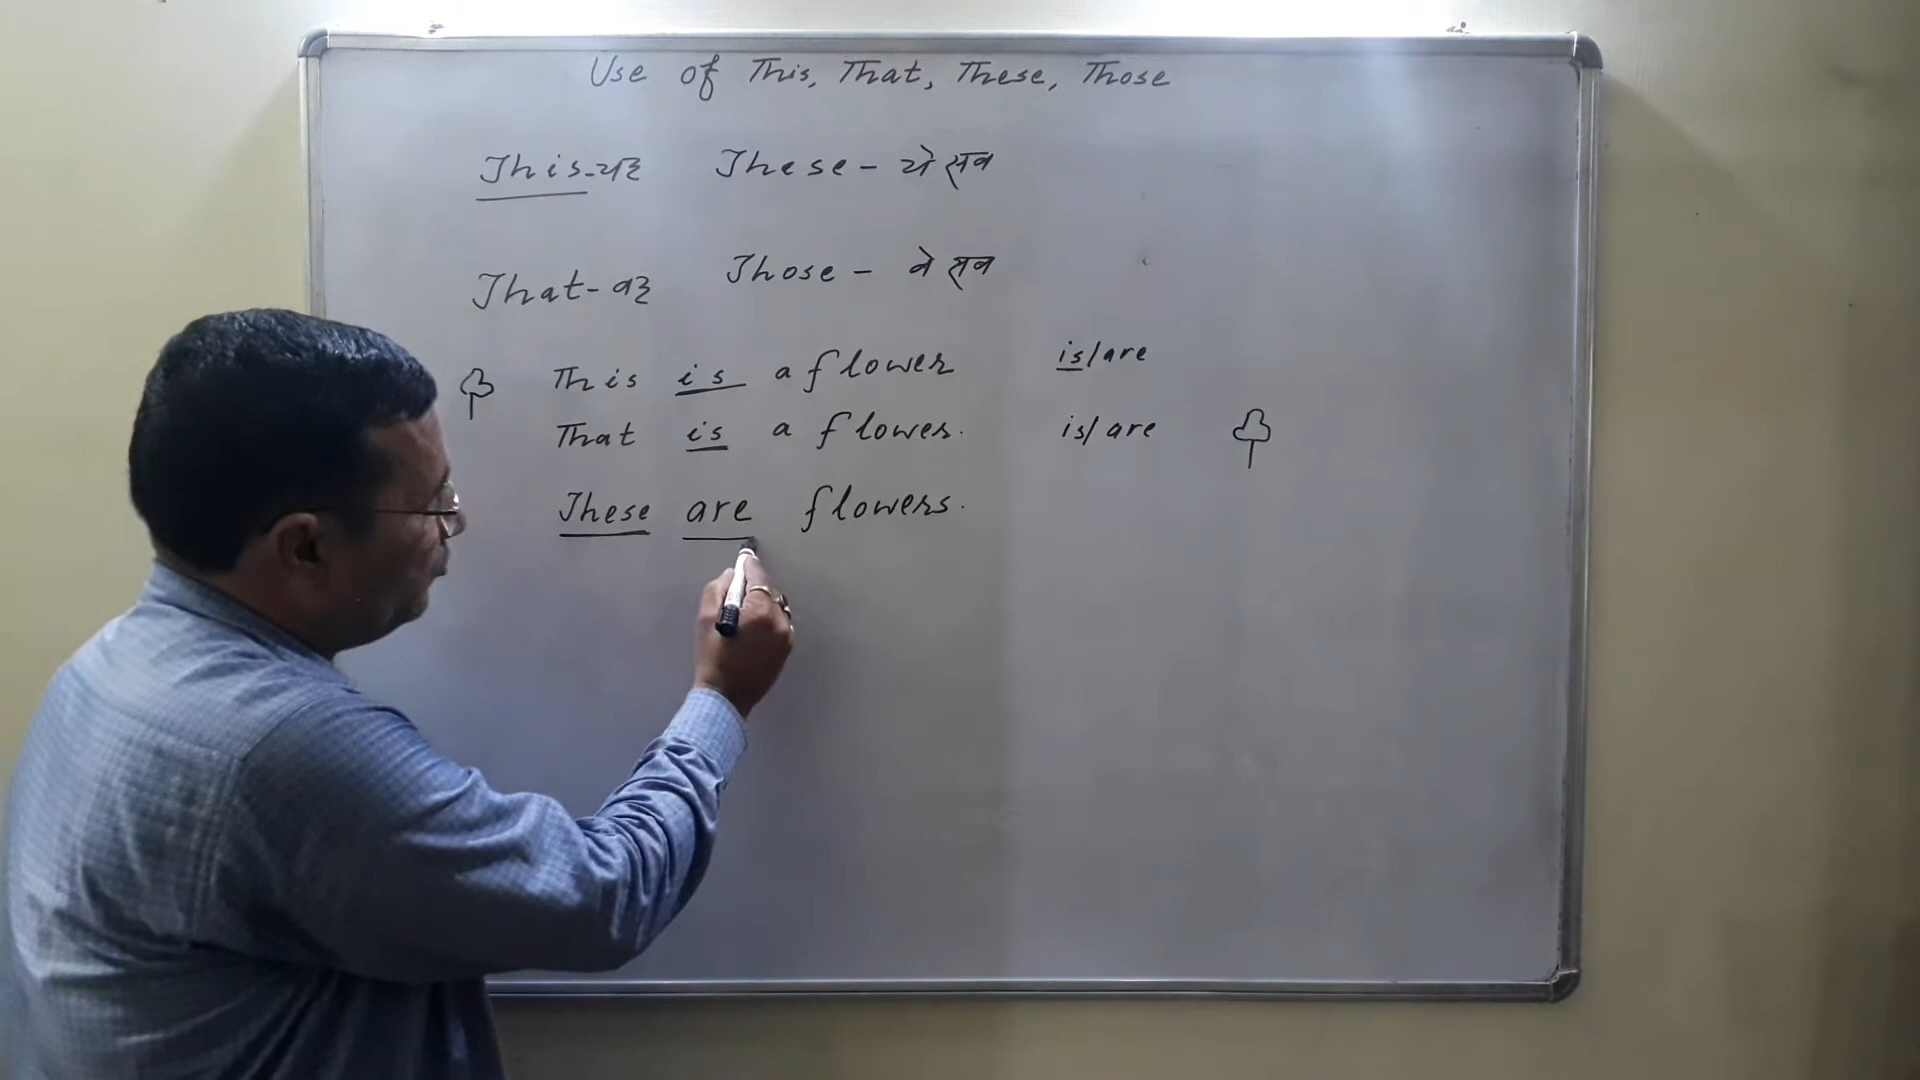 Use of This, That, These, Those
This - यह These - ये सब
That - वह Those - वे सब
This is a flower is/are
That is a flower. is/are
These are flowers.